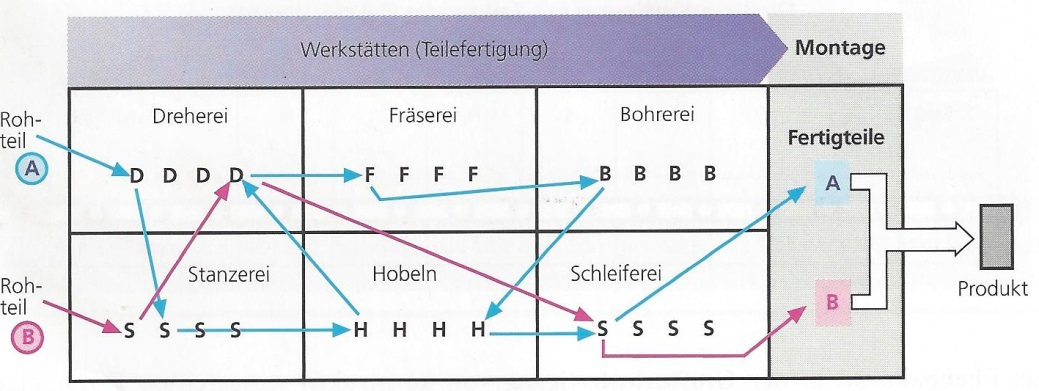 Werkstätten (Teilefertigung)
Montage
Roh-
teil
A
Dreherei
D D D D
Fräserei
F F F F
Bohrerei
B B B B
Fertigteile
A
Roh-
teil
B
Stanzerei
S S S S
Hobeln
H H H H
Schleiferei
S S S S
B
Produkt